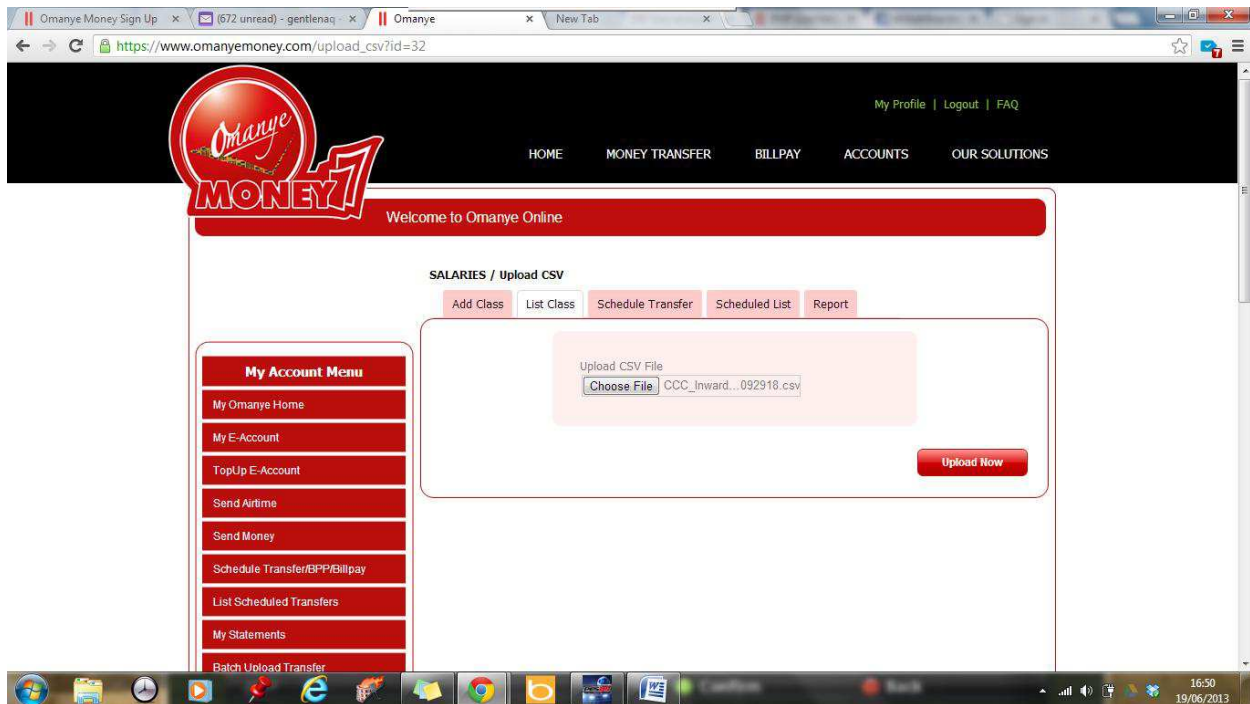 Omanye Money Sign Up
(672 unread) - gentlenaq -
Omanye
New Tab
https://www.omanyemoney.com/upload_csv?id=32
7
Omanye
MONEY
My Profile | Logout | FAQ
HOME MONEY TRANSFER BILLPAY ACCOUNTS OUR SOLUTIONS
Welcome to Omanye Online
SALARIES / Upload CSV
Add Class List Class Schedule Transfer Scheduled List Report
Upload CSV File
Choose File CCC_Inward...092918.csv
Upload Now
My Account Menu
My Omanye Home
My E-Account
TopUp E-Account
Send Airtime
Send Money
Schedule Transfer/BPP/Billpay
List Scheduled Transfers
My Statements
Batch Upload Transfer
Confirm
Back
16:50
19/06/2013